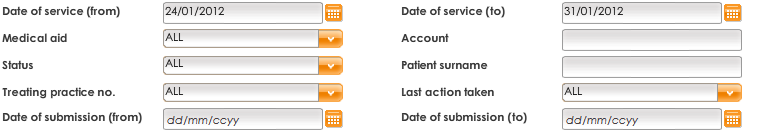 Date of service (from) 24/01/2012 Date of service (to) 31/01/2012
Medical aid ALL Account
Status ALL Patient surname
Treating practice no. ALL Last action taken ALL
Date of submission (from) dd/mm/ccyy Date of submission (to) dd/mm/ccyy